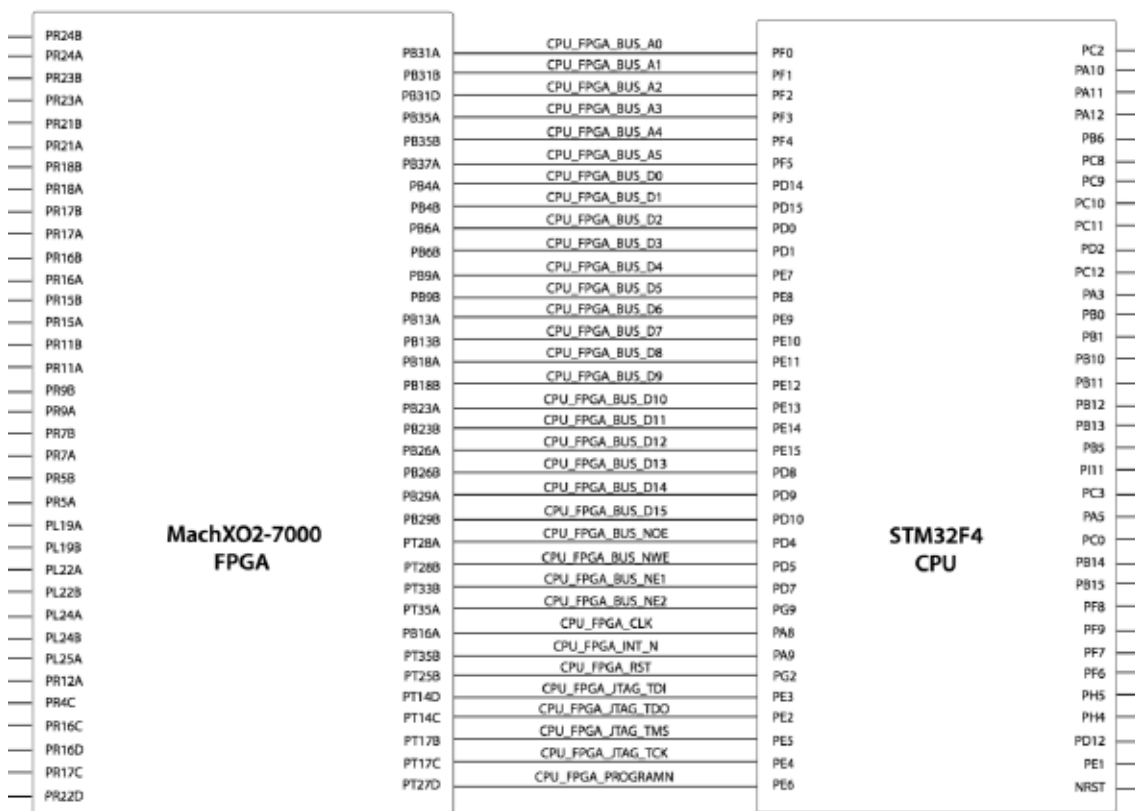 PR24B
PR24A
PR23B
PR23A
PR21B
PR21A
PR18B
PR18A
PR17B
PR17A
PR16B
PR16A
PR15B
PR15A
PR11B
PR11A
PR9B
PR9A
PR7B
PR7A
PR5B
PR5A
PL19A
PL19B
PL22A
PL22B
PL24A
PL24B
PL25A
PR12A
PR4C
PR16C
PR16D
PR17C
PR22D
MachXO2-7000
FPGA
PB31A CPU_FPGA_BUS_A0 PF0
PB31B CPU_FPGA_BUS_A1 PF1
PB31D CPU_FPGA_BUS_A2 PF2
PB35A CPU_FPGA_BUS_A3 PF3
PB35B CPU_FPGA_BUS_A4 PF4
PB37A CPU_FPGA_BUS_A5 PF5
PB4A CPU_FPGA_BUS_D0 PD14
PB4B CPU_FPGA_BUS_D1 PD15
PB6A CPU_FPGA_BUS_D2 PD0
PB6B CPU_FPGA_BUS_D3 PD1
PB9A CPU_FPGA_BUS_D4 PE7
PB9B CPU_FPGA_BUS_D5 PE8
PB13A CPU_FPGA_BUS_D6 PE9
PB13B CPU_FPGA_BUS_D7 PE10
PB18A CPU_FPGA_BUS_D8 PE11
PB18B CPU_FPGA_BUS_D9 PE12
PB23A CPU_FPGA_BUS_D10 PE13
PB23B CPU_FPGA_BUS_D11 PE14
PB26A CPU_FPGA_BUS_D12 PE15
PB26B CPU_FPGA_BUS_D13 PD8
PB29A CPU_FPGA_BUS_D14 PD9
PB29B CPU_FPGA_BUS_D15 PD10
PT28A CPU_FPGA_BUS_NOE PD4
PT28B CPU_FPGA_BUS_NWE PD5
PT33B CPU_FPGA_BUS_NE1 PD7
PT35A CPU_FPGA_BUS_NE2 PG9
PB16A CPU_FPGA_CLK PA8
PT35B CPU_FPGA_INT_N PA9
PT25B CPU_FPGA_RST PG2
PT14D CPU_FPGA_JTAG_TDI PE3
PT14C CPU_FPGA_JTAG_TDO PE2
PT17B CPU_FPGA_JTAG_TMS PE5
PT17C CPU_FPGA_JTAG_TCK PE4
PT27D CPU_FPGA_PROGRAMN PE6
STM32F4
CPU
PC2
PA10
PA11
PA12
PB6
PC8
PC9
PC10
PC11
PD2
PC12
PA3
PB0
PB1
PB10
PB11
PB12
PB13
PB5
PI11
PC3
PA5
PC0
PB14
PB15
PF8
PF9
PF7
PF6
PH5
PH4
PD12
PE1
NRST